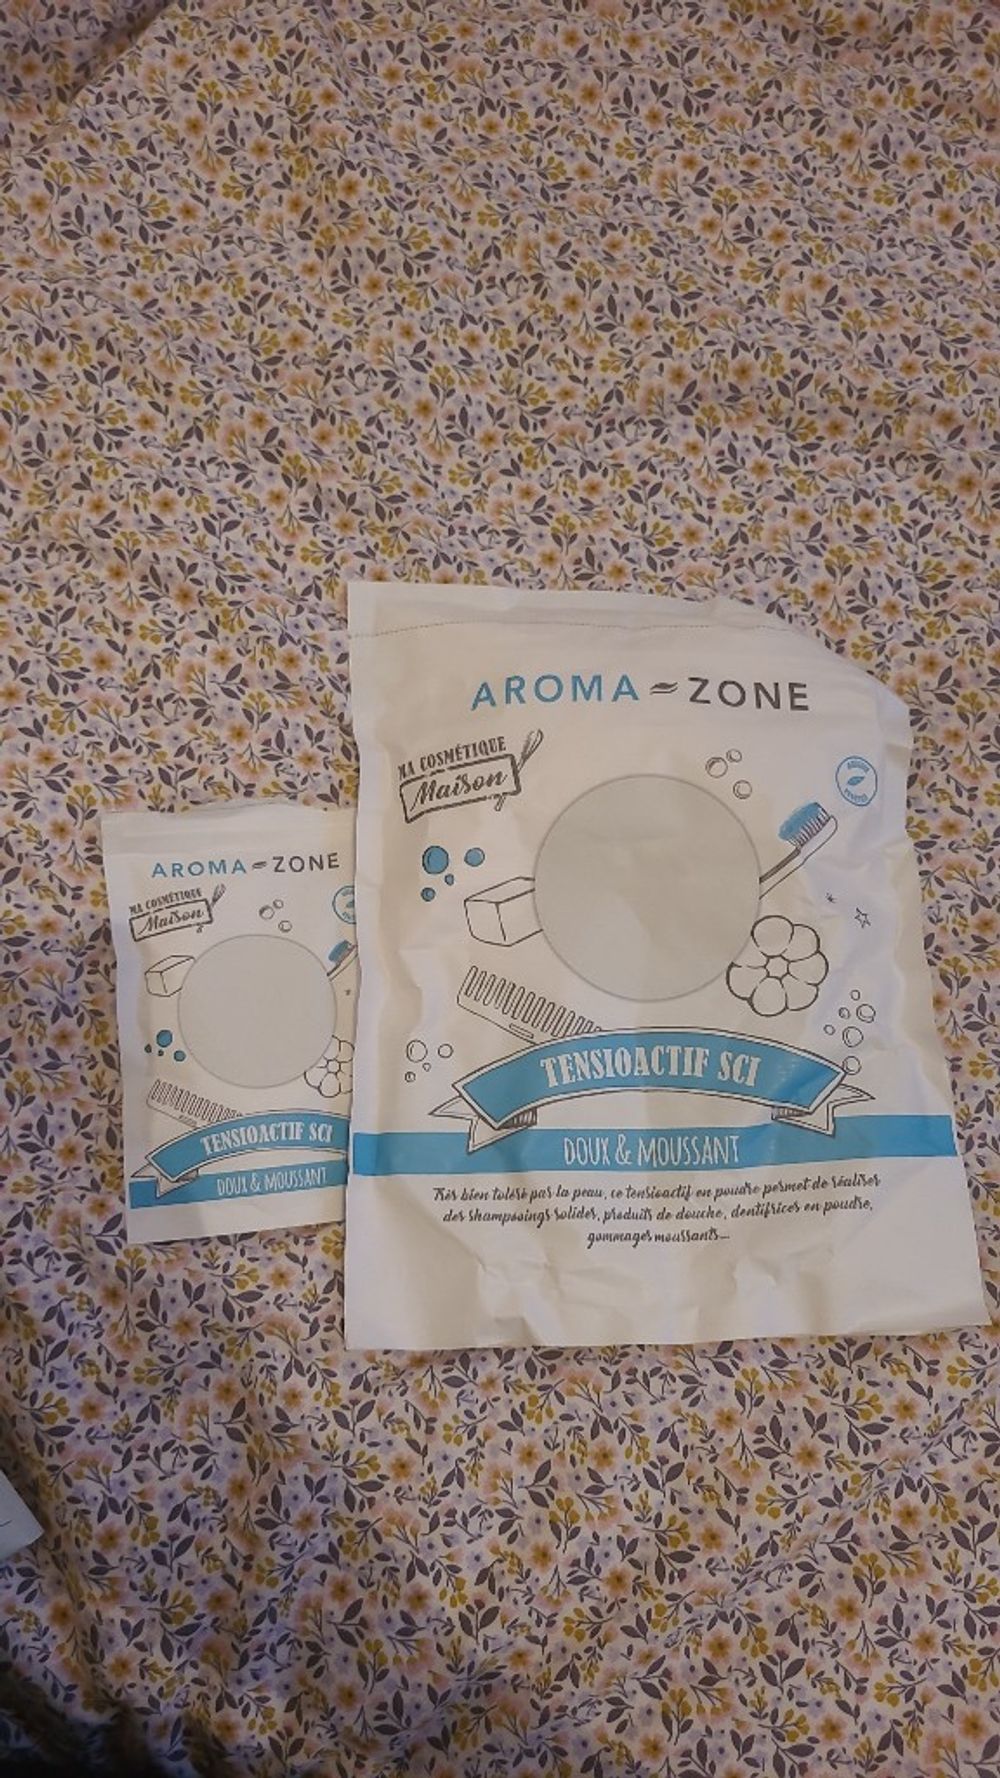 AROMA ZONE
MA COSMÉTIQUE
Maison
TENSIOACTIF SCI
DOUX & MOUSSANT
AROMA ZONE
MA COSMÉTIQUE
Maison
TENSIOACTIF SCI
DOUX & MOUSSANT
Très bien toléré par la peau, ce tensioactif en poudre permet de réaliser
des shampooings solides, produits de douche, dentifrices en poudre,
gommages moussants...